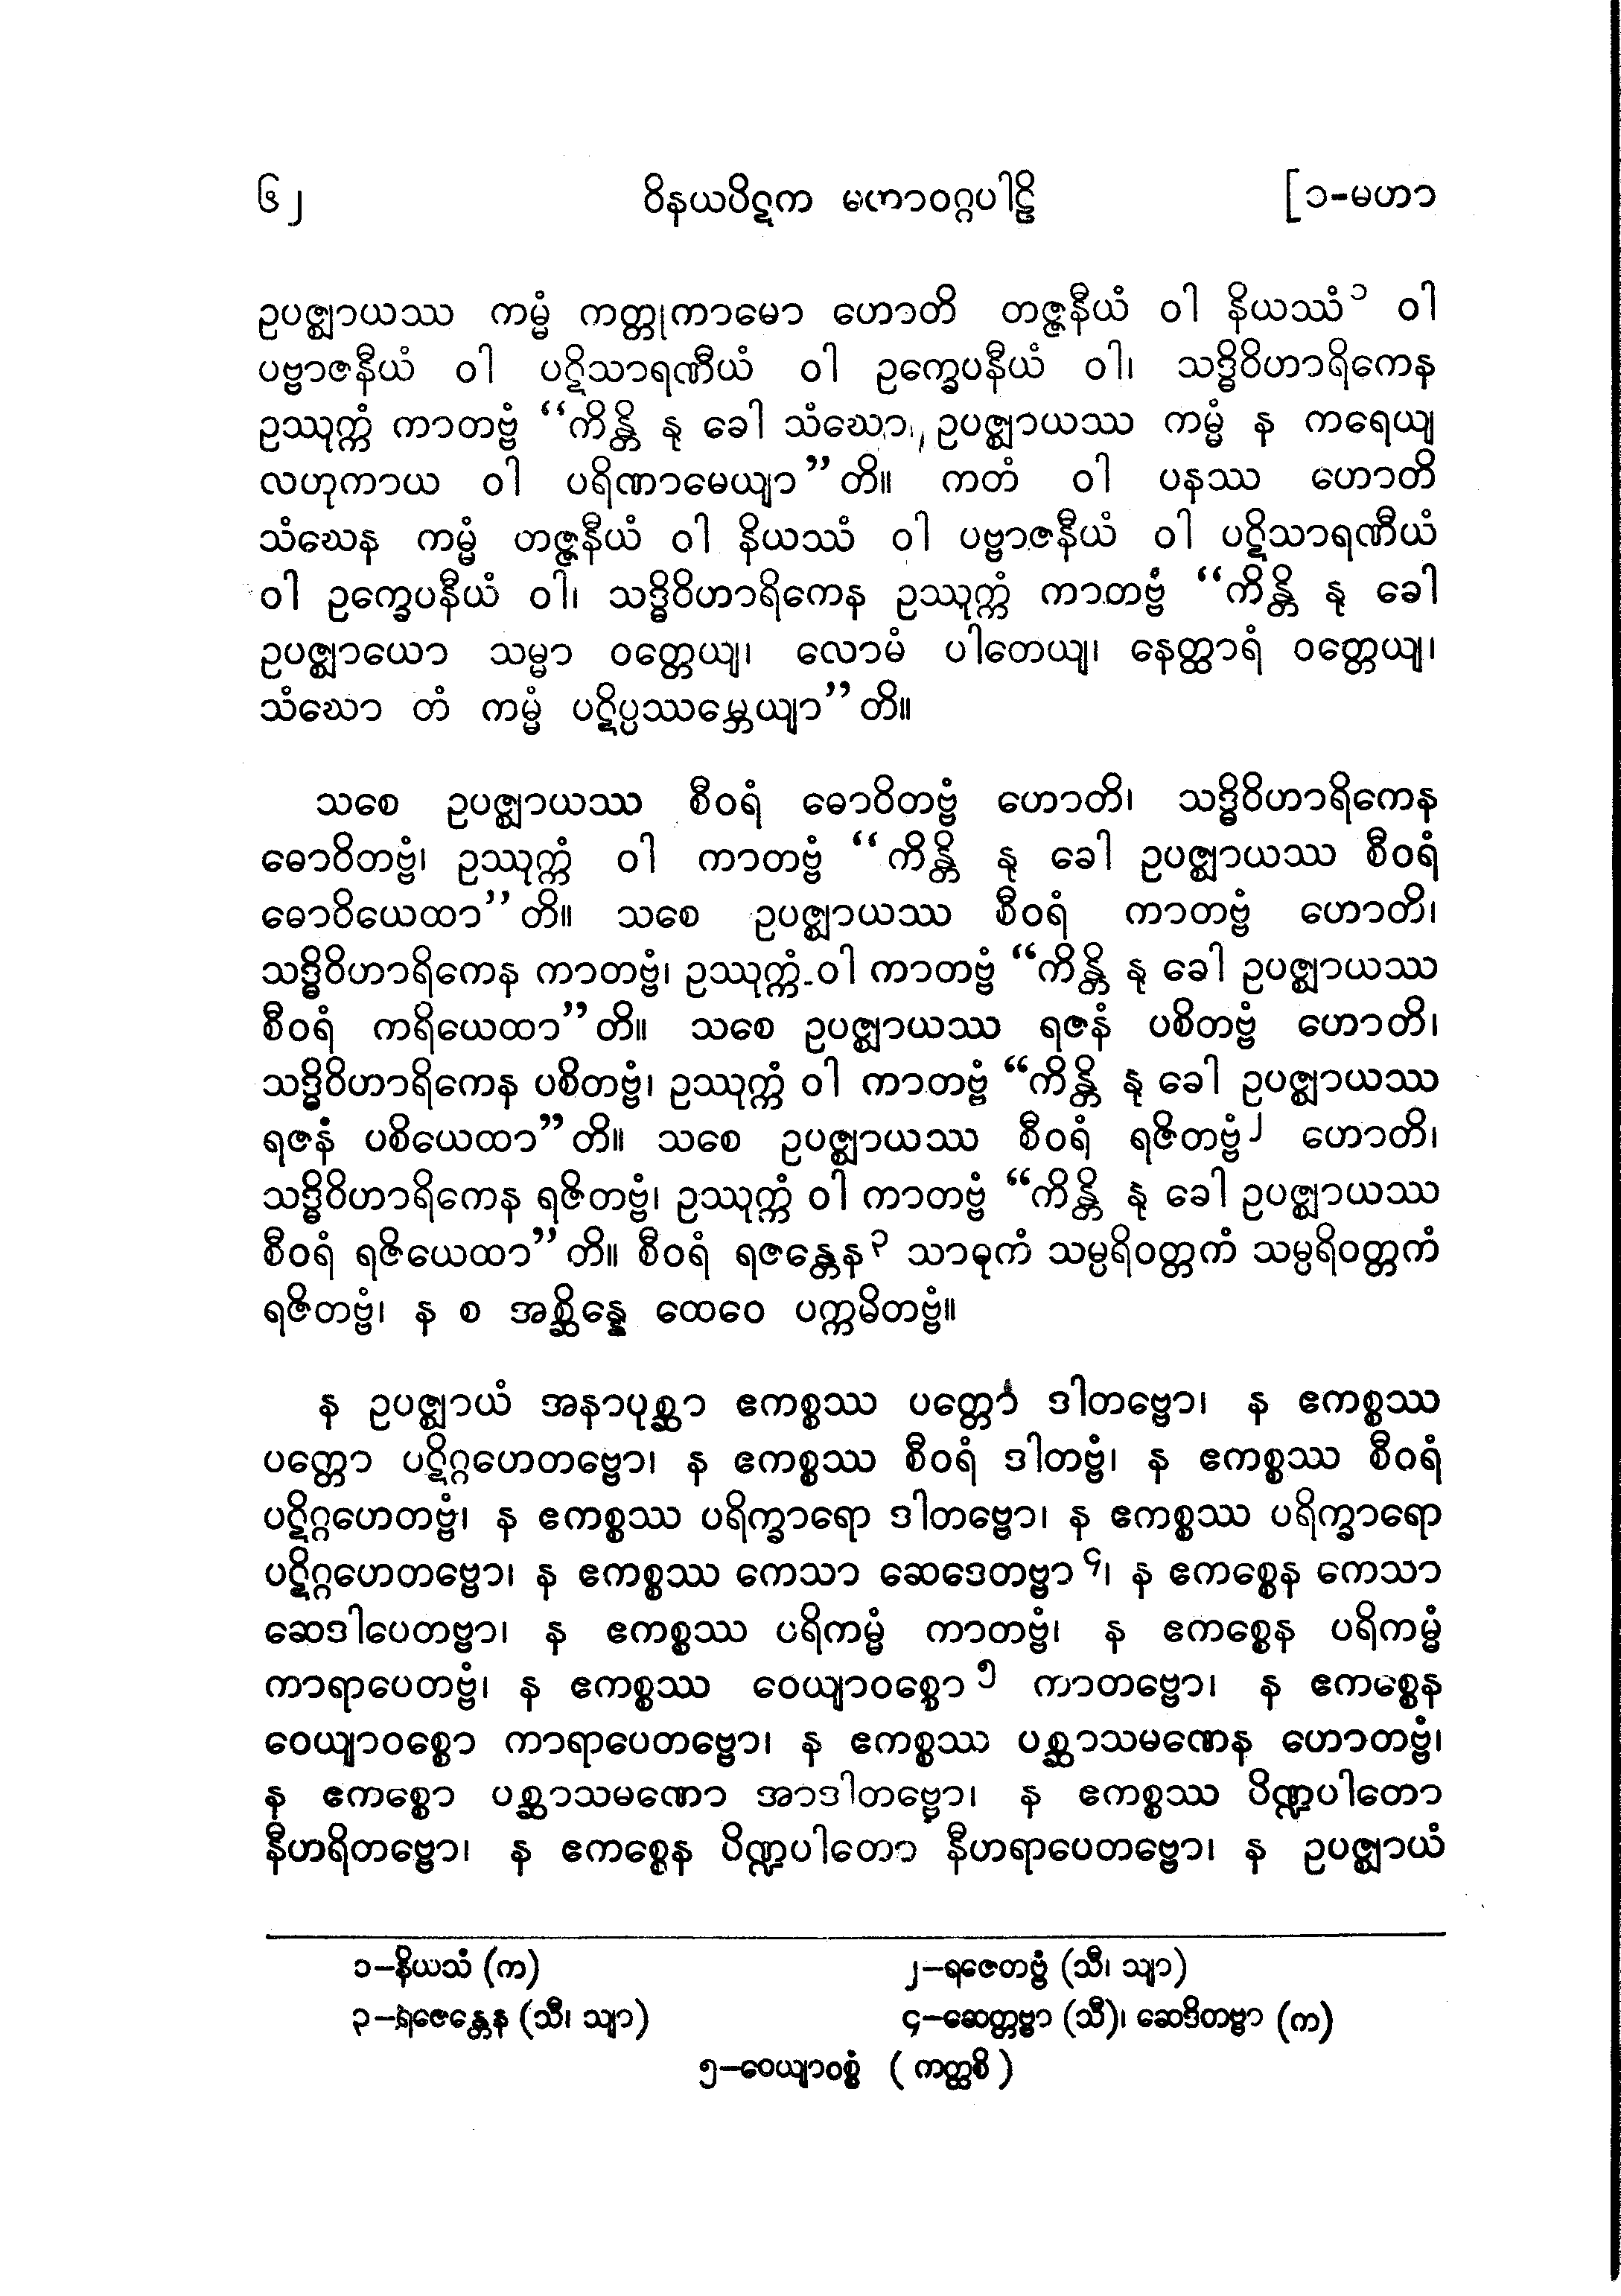 ၆၂ ဝိနယပိဋက မဟာဝဂ္ဂပါဠိ [၁-မဟာ
ဥပဇ္ဈာယဿ ကမ္မံ ကတ္တုကာမော ဟောတိ တဇ္ဇနီယံ ဝါ နိယဿံ၁ ဝါ
ပဗ္ဗာဇနီယံ ဝါ ပဋိသာရဏီယံ ဝါ ဥက္ခေပနီယံ ဝါ၊ သဒ္ဓိဝိဟာရိကေန
ဥဿုက္ကံ ကာတဗ္ဗံ “ကိန္တိ နု ခေါ သံဃော၊ ဥပဇ္ဈာယဿ ကမ္မံ န ကရေယျ
လဟုကာယ ဝါ ပရိဏာမေယျာ”တိ။ ကတံ ဝါ ပနဿ ဟောတိ
သံဃေန ကမ္မံ တဇ္ဇနီယံ ဝါ နိယဿံ ဝါ ပဗ္ဗာဇနီယံ ဝါ ပဋိသာရဏီယံ
ဝါ ဥက္ခေပနီယံ ဝါ၊ သဒ္ဓိဝိဟာရိကေန ဥဿုက္ကံ ကာတဗ္ဗံ “ကိန္တိ နု ခေါ
ဥပဇ္ဈာယော သမ္မာ ဝတ္တေယျ၊ လောမံ ပါတေယျ၊ နေတ္ထာရံ ဝတ္တေယျ၊
သံဃော တံ ကမ္မံ ပဋိပ္ပဿမ္ဘေယျာ”တိ။
သစေ ဥပဇ္ဈာယဿ စီဝရံ ဓောဝိတဗ္ဗံ ဟောတိ၊ သဒ္ဓိဝိဟာရိကေန
ဓောဝိတဗ္ဗံ၊ ဥဿုက္ကံ ဝါ ကာတဗ္ဗံ “ကိန္တိ နု ခေါ ဥပဇ္ဈာယဿ စီဝရံ
ဓောဝိယေထာ”တိ။ သစေ ဥပဇ္ဈာယဿ စီဝရံ ကာတဗ္ဗံ ဟောတိ၊
သဒ္ဓိဝိဟာရိကေန ကာတဗ္ဗံ၊ ဥဿုက္ကံ ဝါ ကာတဗ္ဗံ “ကိန္တိ နု ခေါ ဥပဇ္ဈာယဿ
စီဝရံ ကရိယေထာ”တိ။ သစေ ဥပဇ္ဈာယဿ ရဇနံ ပစိတဗ္ဗံ ဟောတိ၊
သဒ္ဓိဝိဟာရိကေန ပစိတဗ္ဗံ၊ ဥဿုက္ကံ ဝါ ကာတဗ္ဗံ “ကိန္တိ နု ခေါ ဥပဇ္ဈာယဿ
ရဇနံ ပစိယေထာ”တိ။ သစေ ဥပဇ္ဈာယဿ စီဝရံ ရဇိတဗ္ဗံ၂ ဟောတိ၊
သဒ္ဓိဝိဟာရိကေန ရဇိတဗ္ဗံ၊ ဥဿုက္ကံ ဝါ ကာတဗ္ဗံ “ကိန္တိ နု ခေါ ဥပဇ္ဈာယဿ
စီဝရံ ရဇိယေထာ”တိ။ စီဝရံ ရဇန္တေန၃ သာဓုကံ သမ္ပရိဝတ္တကံ သမ္ပရိဝတ္တကံ
ရဇိတဗ္ဗံ၊ န စ အစ္ဆိန္နေ ထေဝေ ပက္ကမိတဗ္ဗံ။
န ဥပဇ္ဈာယံ အနာပုစ္ဆာ ဧကစ္စဿ ပတ္တော ဒါတဗ္ဗော၊ န ဧကစ္စဿ
ပတ္တော ပဋိဂ္ဂဟေတဗ္ဗော၊ န ဧကစ္စဿ စီဝရံ ဒါတဗ္ဗံ၊ န ဧကစ္စဿ စီဝရံ
ပဋိဂ္ဂဟေတဗ္ဗံ၊ န ဧကစ္စဿ ပရိက္ခာရော ဒါတဗ္ဗော၊ န ဧကစ္စဿ ပရိက္ခာရော
ပဋိဂ္ဂဟေတဗ္ဗော၊ န ဧကစ္စဿ ကေသာ ဆေဒေတဗ္ဗာ၄၊ န ဧကစ္စေန ကေသာ
ဆေဒါပေတဗ္ဗာ၊ န ဧကစ္စဿ ပရိကမ္မံ ကာတဗ္ဗံ၊ န ဧကစ္စေန ပရိကမ္မံ
ကာရာပေတဗ္ဗံ၊ န ဧကစ္စဿ ဝေယျာဝစ္စော၅ ကာတဗ္ဗော၊ န ဧကစ္စေန
ဝေယျာဝစ္စော ကာရာပေတဗ္ဗော၊ န ဧကစ္စဿ ပစ္ဆာသမဏေန ဟောတဗ္ဗံ၊
န ဧကစ္စော ပစ္ဆာသမဏော အာဒါတဗ္ဗော၊ န ဧကစ္စဿ ပိဏ္ဍပါတော
နီဟရိတဗ္ဗော၊ န ဧကစ္စေန ပိဏ္ဍပါတော နီဟရာပေတဗ္ဗော၊ န ဥပဇ္ဈာယံ
၁–နိယသံ (က) ၂–ရဇေတဗ္ဗံ (သီ၊ သျာ)
၃–ရဇေန္တေန (သီ၊ သျာ) ၄–ဆေတ္တဗ္ဗာ (သီ)၊ ဆေဒိတဗ္ဗာ (က)
၅–ဝေယျာဝစ္စံ (ကတ္ထစိ)